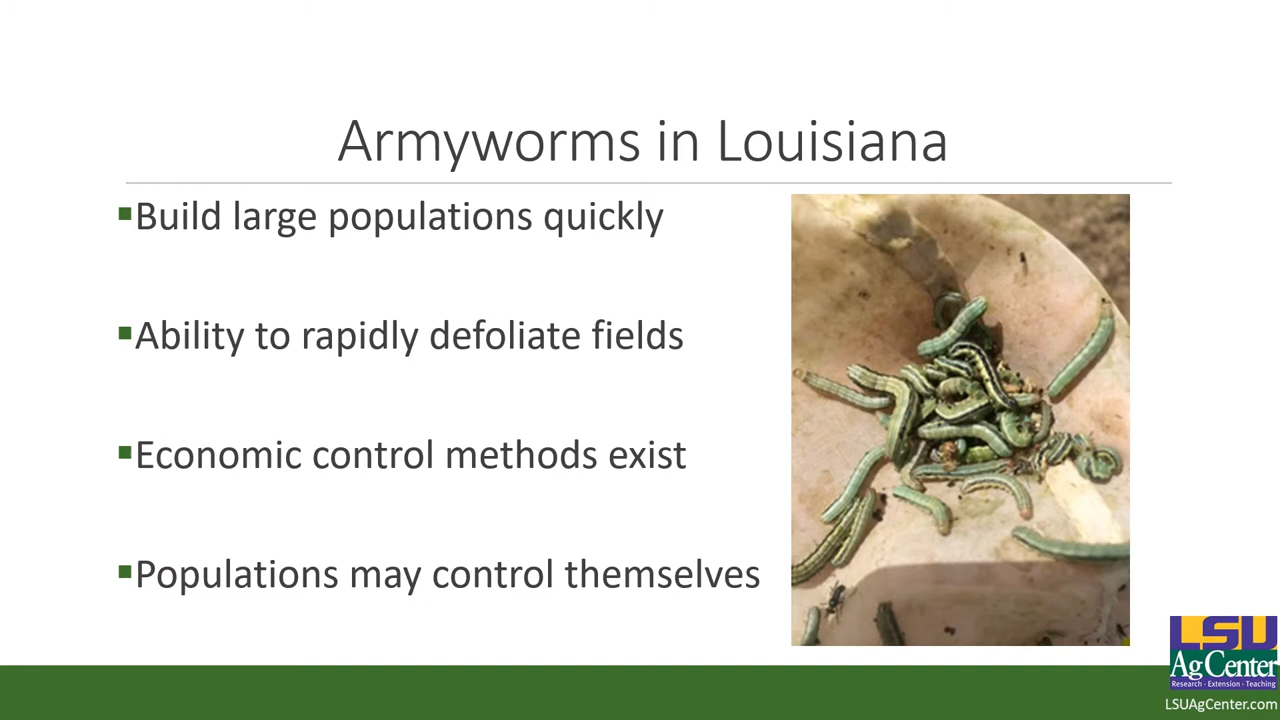 Armyworms in Louisiana
Build large populations quickly
Ability to rapidly defoliate fields
Economic control methods exist
Populations may control themselves
LSU
AgCenter
Research · Extension · Teaching
LSUAgCenter.com